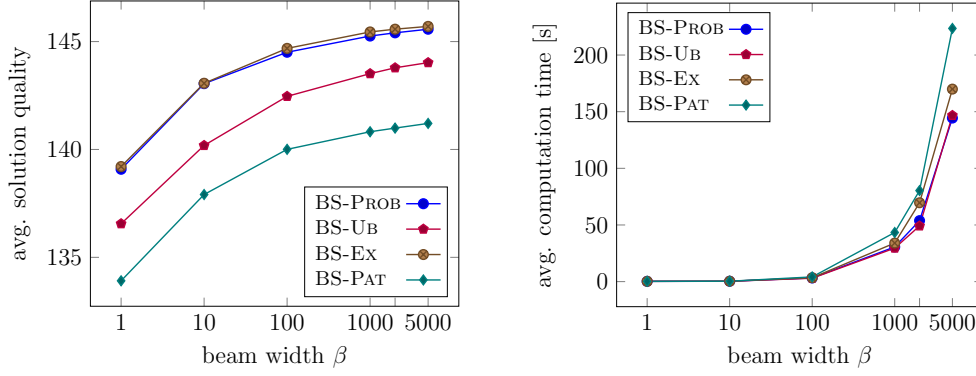 avg. solution quality
145
140
135
1 10 100 1000 5000
beam width β
BS-PROB
BS-UB
BS-EX
BS-PAT
avg. computation time [s]
200
150
100
50
0
1 10 100 1000 5000
beam width β
BS-PROB
BS-UB
BS-EX
BS-PAT